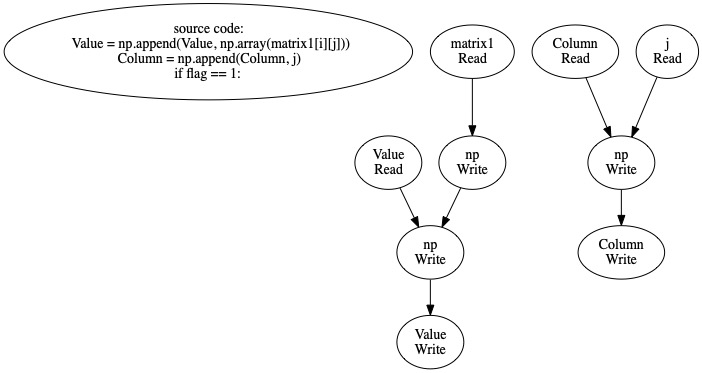 source code:
Value = np.append(Value, np.array(matrix1[i][j]))
Column = np.append(Column, j)
if flag == 1:
matrix1
Read
Column
Read
j
Read
Value
Read
np
Write
np
Write
np
Write
Column
Write
Value
Write